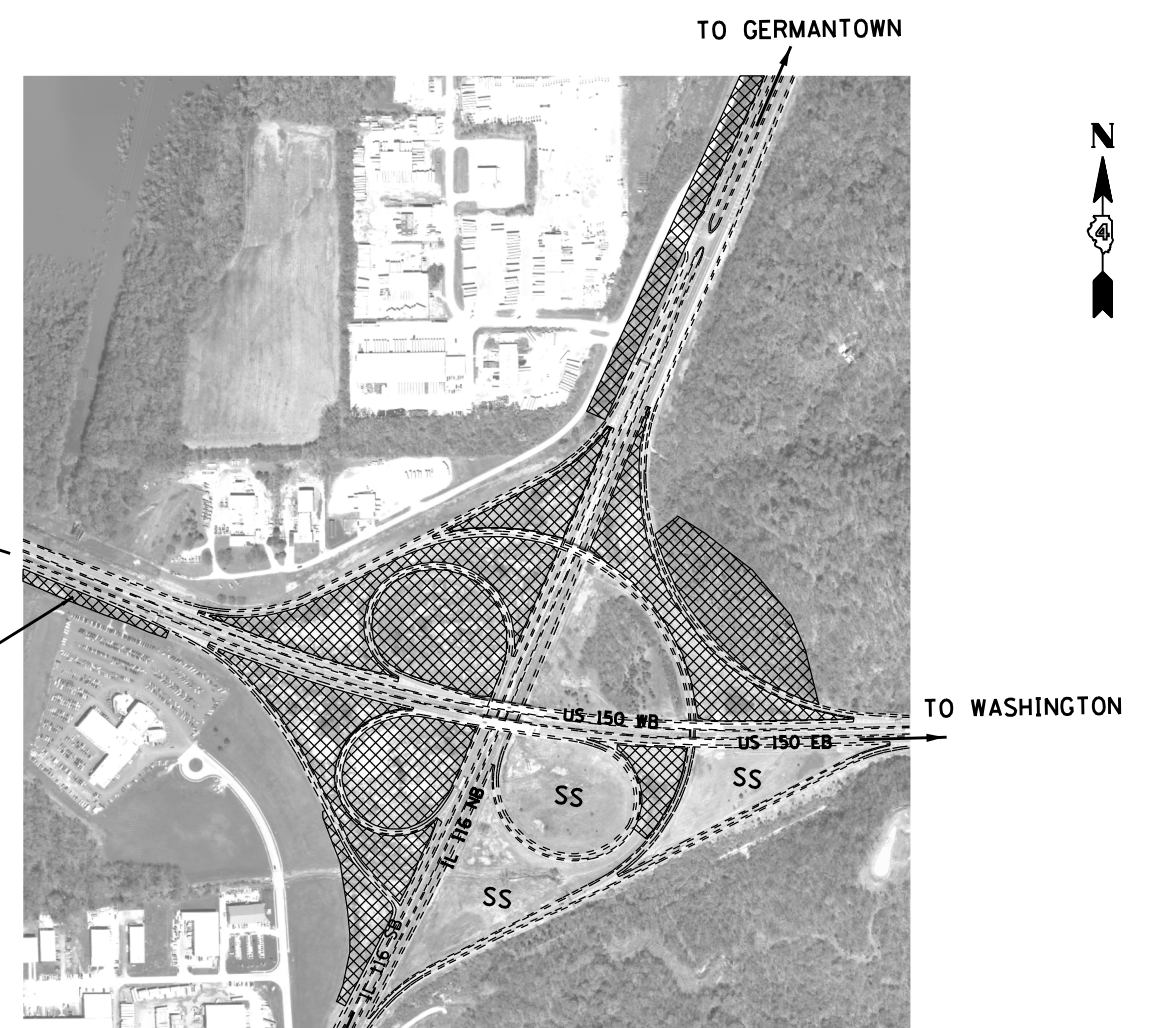 TO GERMANTOWN
N
4
TO WASHINGTON
US 150 WB
US 150 EB
SS
SS
IL 116 NB
SS
IL 116 SB